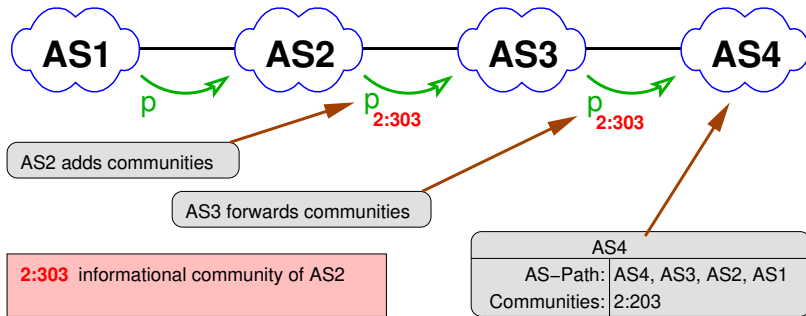 AS1 AS2 AS3 AS4
p p 2:303 p 2:303
AS2 adds communities
AS3 forwards communities
2:303 informational community of AS2
AS4
AS−Path: AS4, AS3, AS2, AS1
Communities: 2:203